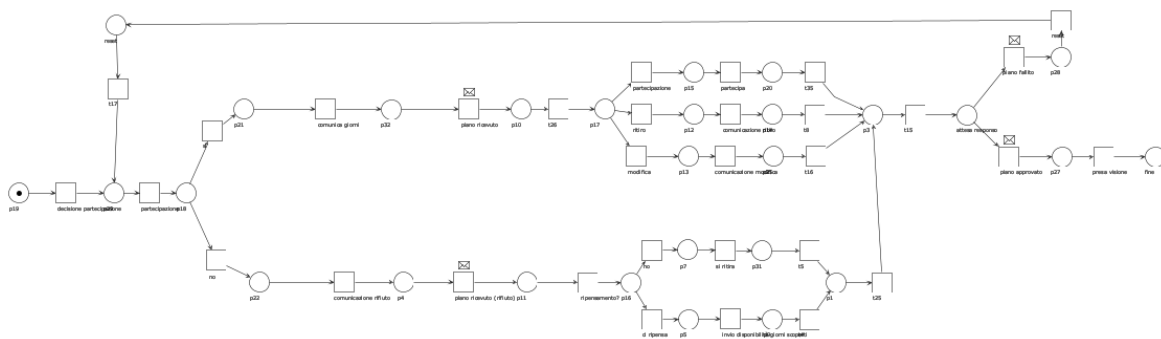 reset
reset
piano fallito
p28
t17
partecipazione
p15
partecipa
p20
t35
p21
comunica giorni
p32
piano ricevuto
p10
t26
p17
ritiro
p12
comunicazione ritiro
t8
p3
t15
attesa responso
modifica
p13
comunicazione modifica
t16
piano approvato
p27
presa visione
fine
p19
decisione partecipazione
partecipazione
p18
no
p22
comunicazione rifiuto
p4
piano ricevuto (rifiuto)
p11
ripensamento?
p16
no
p7
si ritira
p31
t5
p1
t25
si ripensa
p5